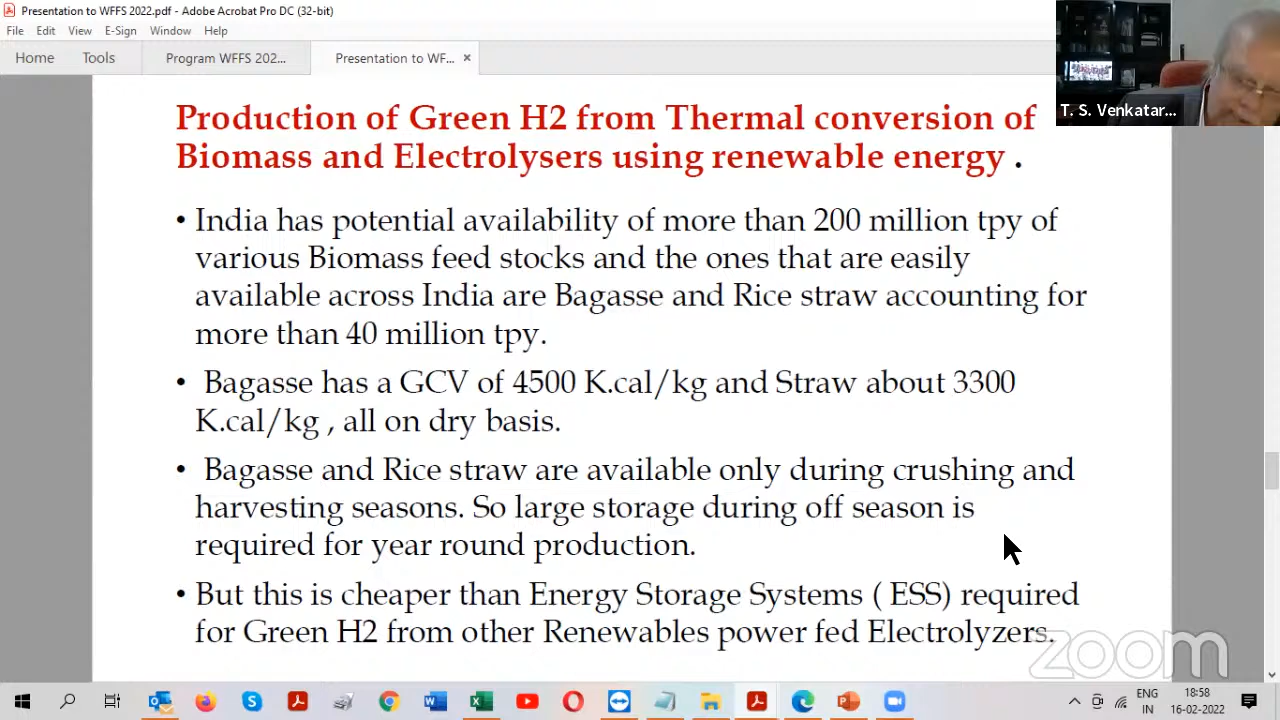 Presentation to WFFS 2022.pdf - Adobe Acrobat Pro DC (32-bit)
File Edit View E-Sign Window Help
Home Tools Program WFFS 202... Presentation to WF... ×
T. S. Venkatar...
Production of Green H2 from Thermal conversion of
Biomass and Electrolysers using renewable energy .
• India has potential availability of more than 200 million tpy of
various Biomass feed stocks and the ones that are easily
available across India are Bagasse and Rice straw accounting for
more than 40 million tpy.
• Bagasse has a GCV of 4500 K.cal/kg and Straw about 3300
K.cal/kg , all on dry basis.
• Bagasse and Rice straw are available only during crushing and
harvesting seasons. So large storage during off season is
required for year round production.
• But this is cheaper than Energy Storage Systems ( ESS) required
for Green H2 from other Renewables power fed Electrolyzers.
zoom
ENG 18:58
IN 16-02-2022